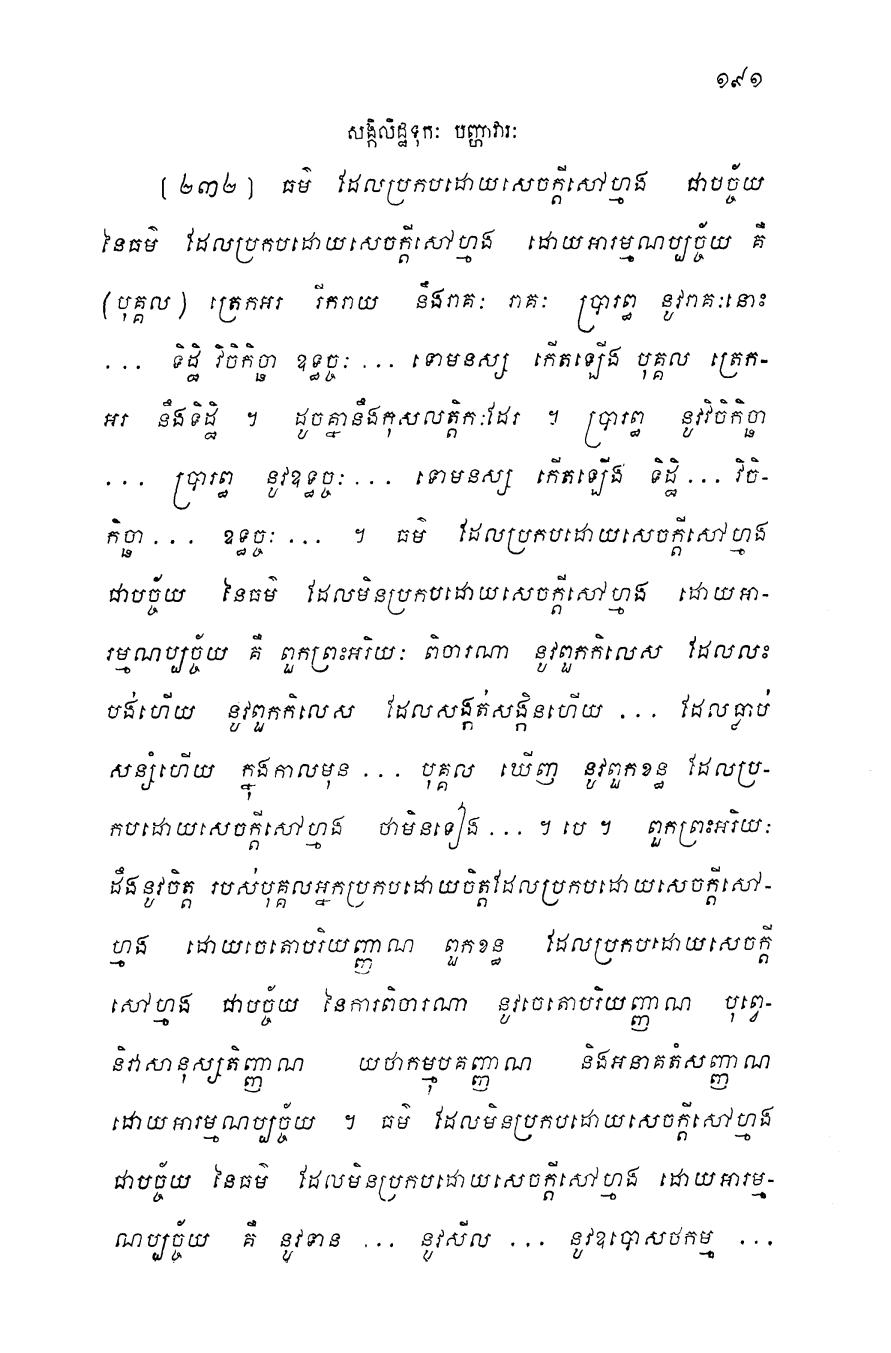 ១៩១
សង្កិលិដ្ឋទុកៈ បញ្ហាវារៈ
(២៣២) ធម៌ ដែលប្រកបដោយសេចក្តីសៅហ្មង ជាបច្ច័យ
នៃធម៌ ដែលប្រកបដោយសេចក្តីសៅហ្មង ដោយអារម្មណប្បច្ច័យ គឺ
(បុគ្គល) ត្រេកអរ រីករាយ នឹងរាគៈ រាគៈ ប្រារព្ធ នូវរាគៈនោះ
... ទិដ្ឋិ វិចិកិច្ឆា ឧទ្ធច្ចៈ ... ទោមនស្ស កើតឡើង បុគ្គល ត្រេក-
អរ នឹងទិដ្ឋិ ។ ដូចគ្នានឹងកុសលត្តិកៈដែរ ។ ប្រារព្ធ នូវវិចិកិច្ឆា
... ប្រារព្ធ នូវឧទ្ធច្ចៈ ... ទោមនស្ស កើតឡើង ទិដ្ឋិ ... វិចិ-
កិច្ឆា ... ឧទ្ធច្ចៈ ... ។ ធម៌ ដែលប្រកបដោយសេចក្តីសៅហ្មង
ជាបច្ច័យ នៃធម៌ ដែលមិនប្រកបដោយសេចក្តីសៅហ្មង ដោយអា-
រម្មណប្បច្ច័យ គឺ ពួកព្រះអរិយៈ ពិចារណា នូវពួកកិលេស ដែលលះ
បង់ហើយ នូវពួកកិលេស ដែលសង្កត់សង្កិនហើយ ... ដែលធ្លាប់
សន្សំហើយ ក្នុងកាលមុន ... បុគ្គល ឃើញ នូវពួកខន្ធ ដែលប្រ-
កបដោយសេចក្តីសៅហ្មង ថាមិនទៀង ... ។ បេ ។ ពួកព្រះអរិយៈ
ដឹងនូវចិត្ត របស់បុគ្គលអ្នកប្រកបដោយចិត្តដែលប្រកបដោយសេចក្តីសៅ-
ហ្មង ដោយចេតោបរិយញ្ញាណ ពួកខន្ធ ដែលប្រកបដោយសេចក្តី
សៅហ្មង ជាបច្ច័យ នៃការពិចារណា នូវចេតោបរិយញ្ញាណ បុព្វេ-
និវាសានុស្សតិញ្ញាណ យថាកម្មុបគញ្ញាណ និងអនាគតំសញ្ញាណ
ដោយអារម្មណប្បច្ច័យ ។ ធម៌ ដែលមិនប្រកបដោយសេចក្តីសៅហ្មង
ជាបច្ច័យ នៃធម៌ ដែលមិនប្រកបដោយសេចក្តីសៅហ្មង ដោយអារម្ម-
ណប្បច្ច័យ គឺ នូវទាន ... នូវសីល ... នូវឧបោសថកម្ម ...